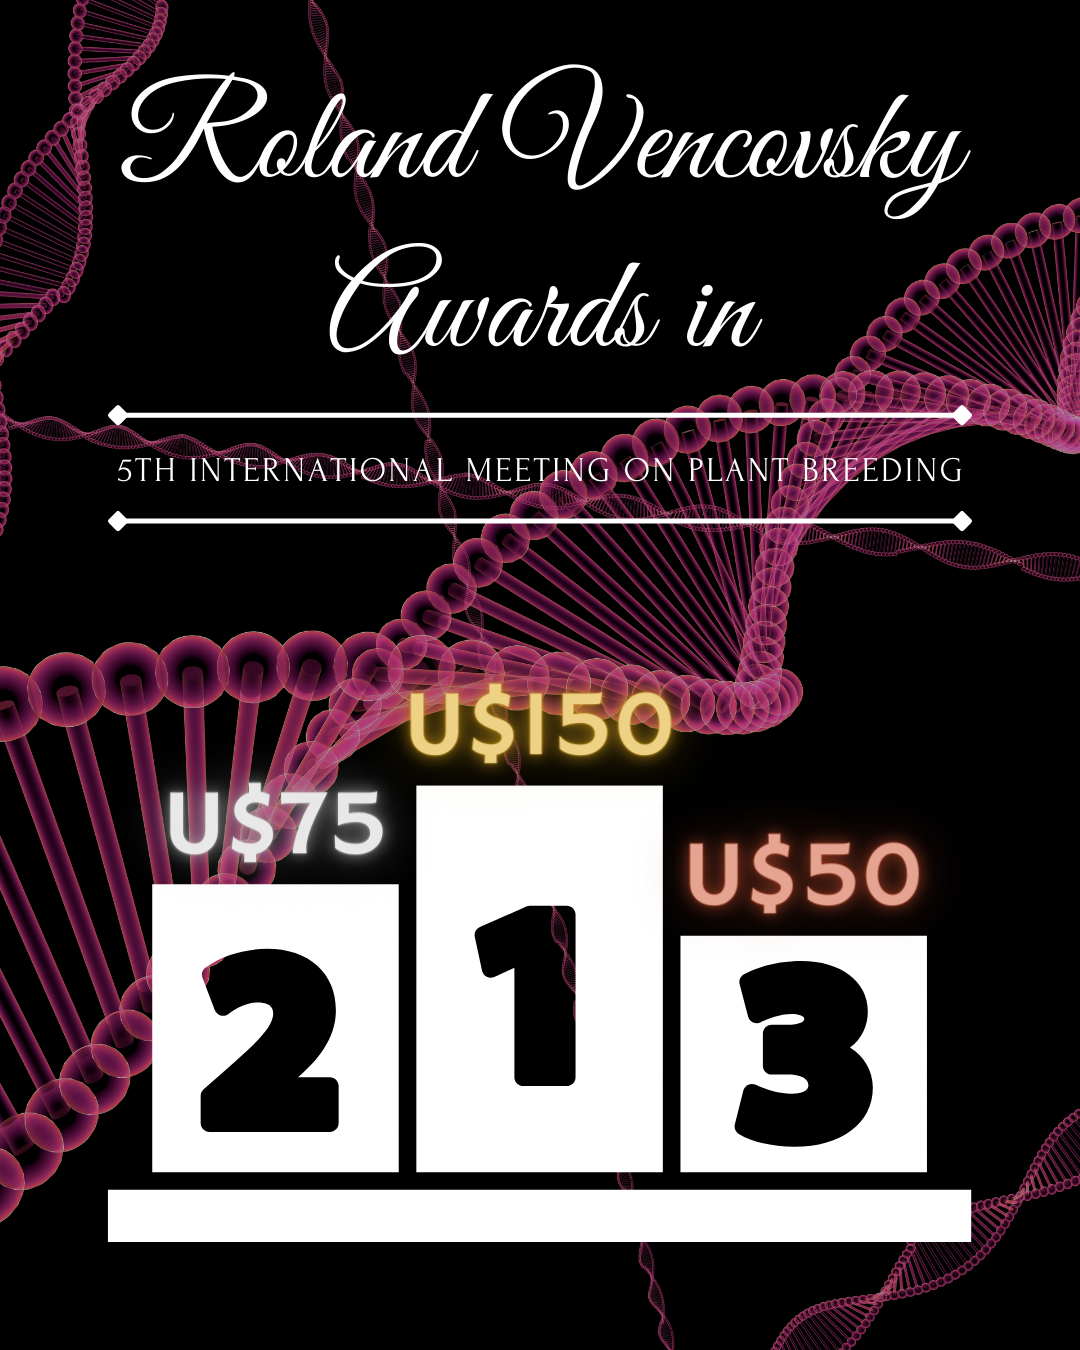 Roland Vencovsky
Awards in
5TH INTERNATIONAL MEETING ON PLANT BREEDING
U$150
U$75
U$50
2
1
3